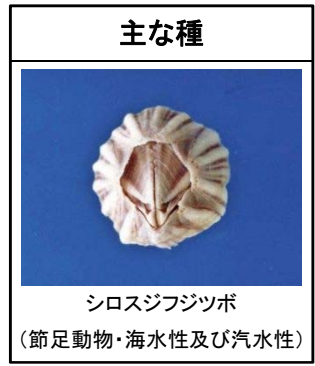 主な種
シロスジフジツボ
（節足動物・海水性及び汽水性）